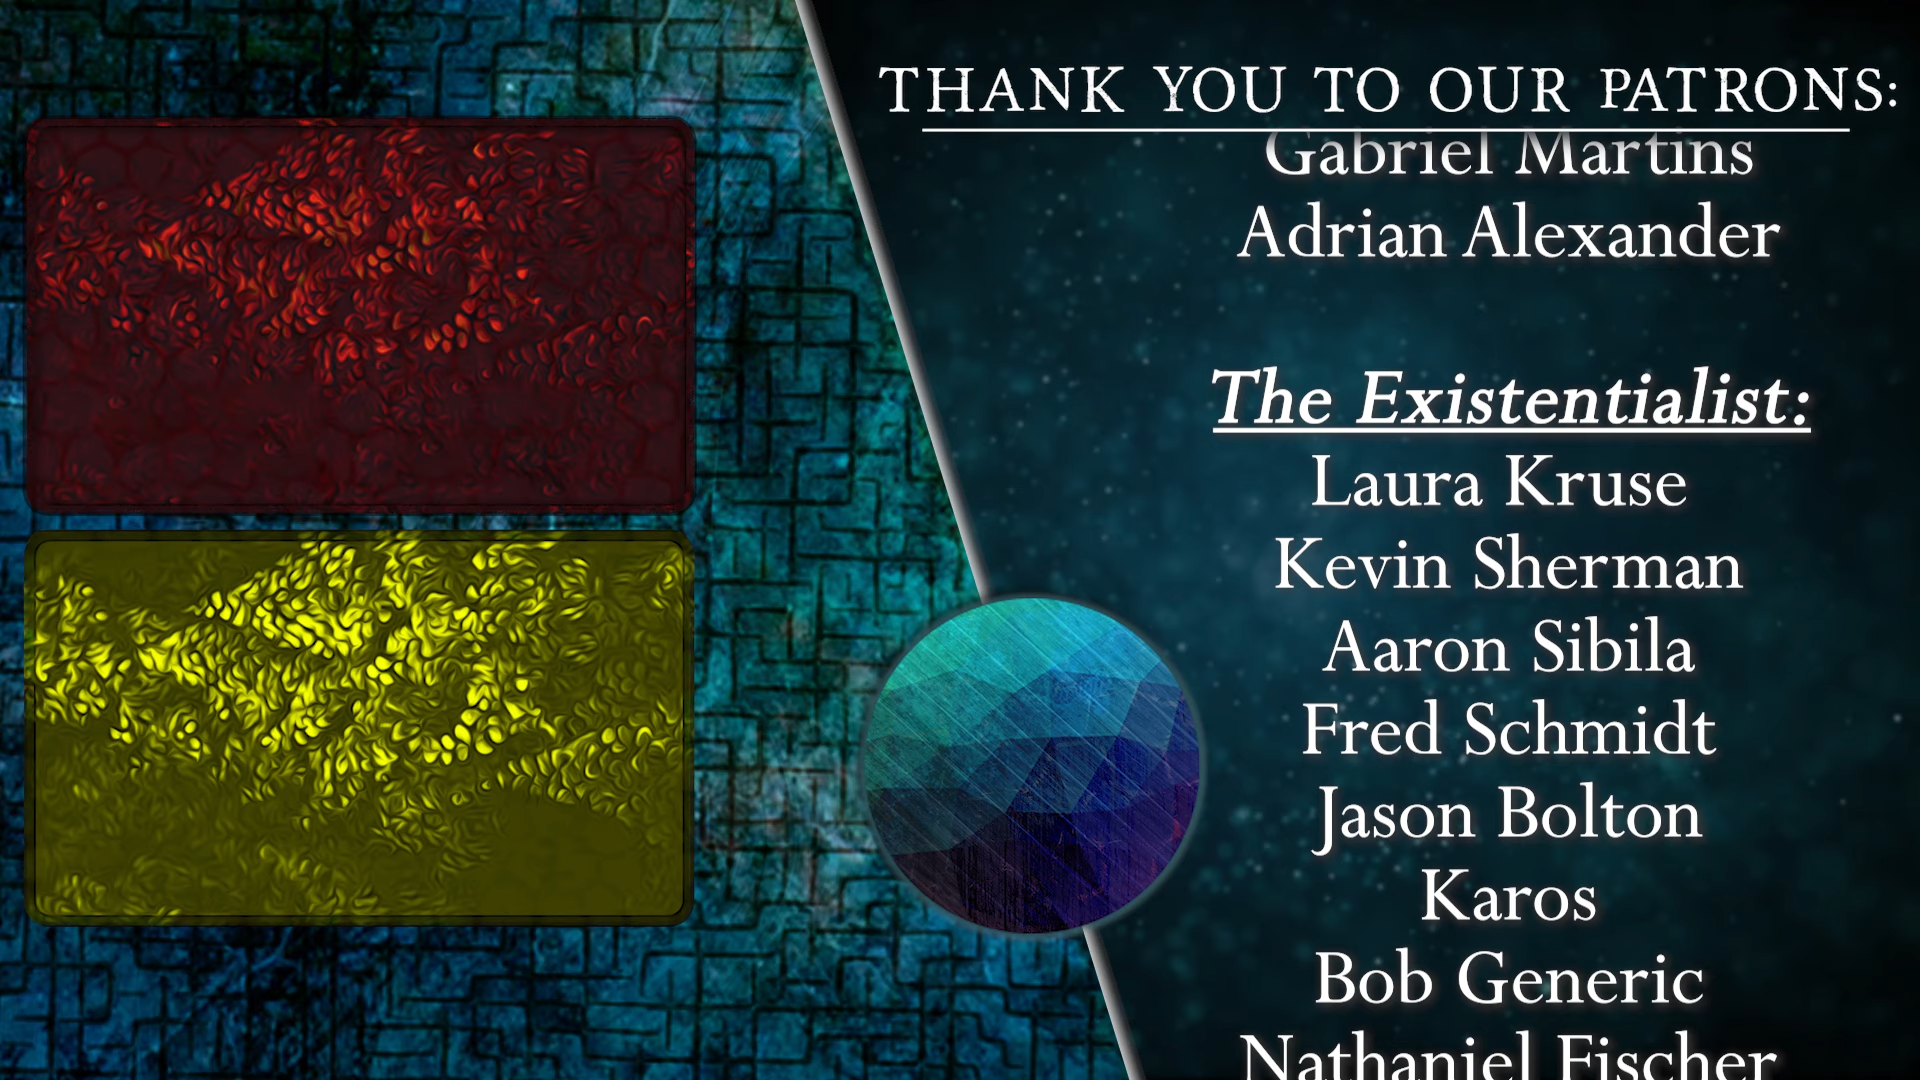 THANK YOU TO OUR PATRONS:
Gabriel Martins
Adrian Alexander
The Existentialist:
Laura Kruse
Kevin Sherman
Aaron Sibila
Fred Schmidt
Jason Bolton
Karos
Bob Generic
Nathaniel Fischer